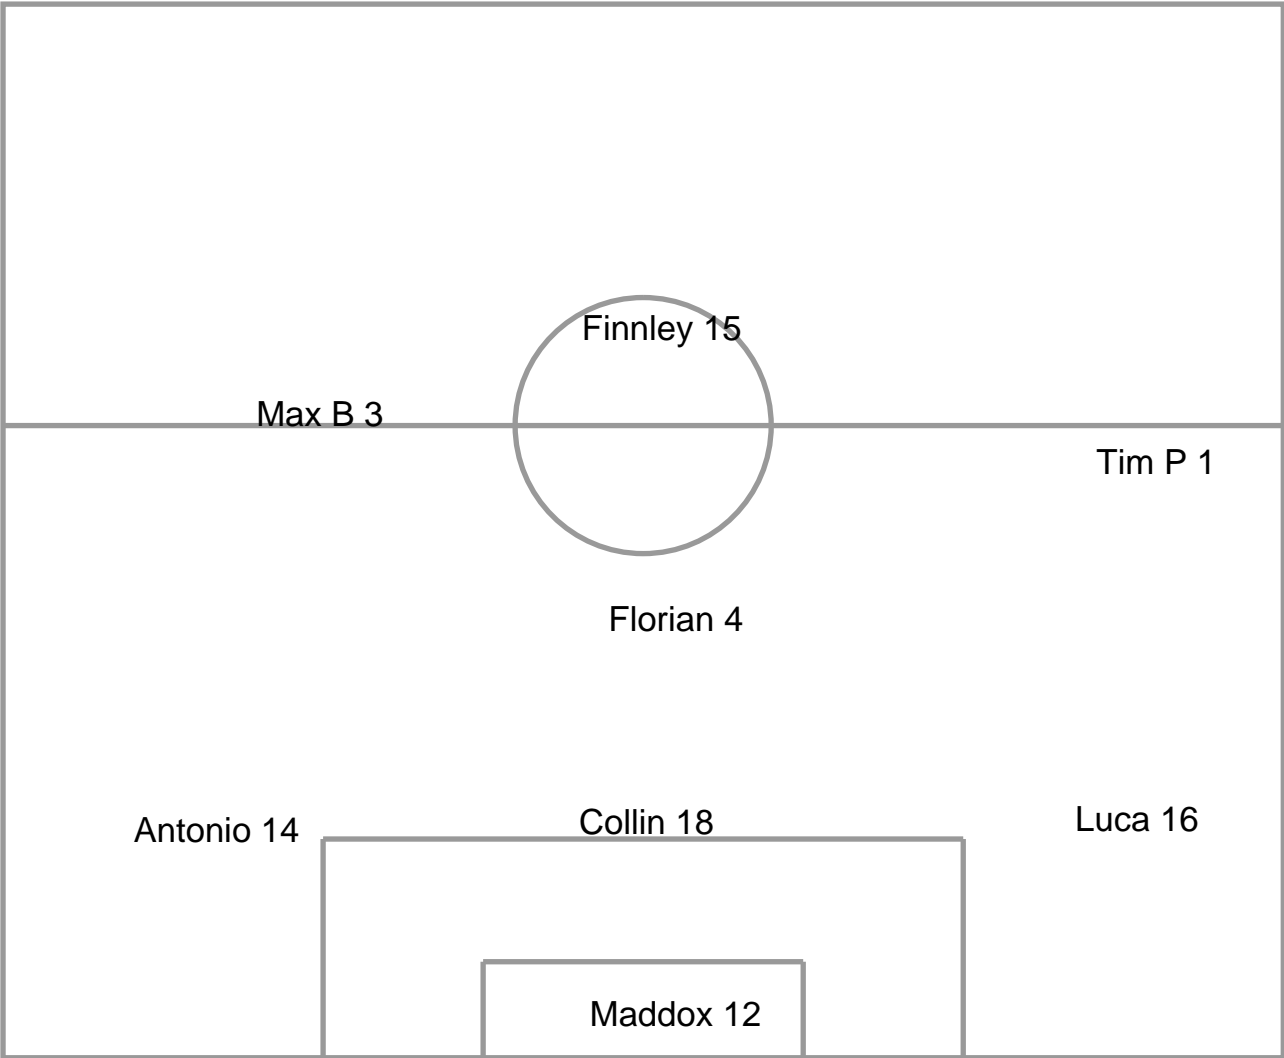 Finnley 15
Max B 3
Tim P 1
Florian 4
Antonio 14
Collin 18
Luca 16
Maddox 12